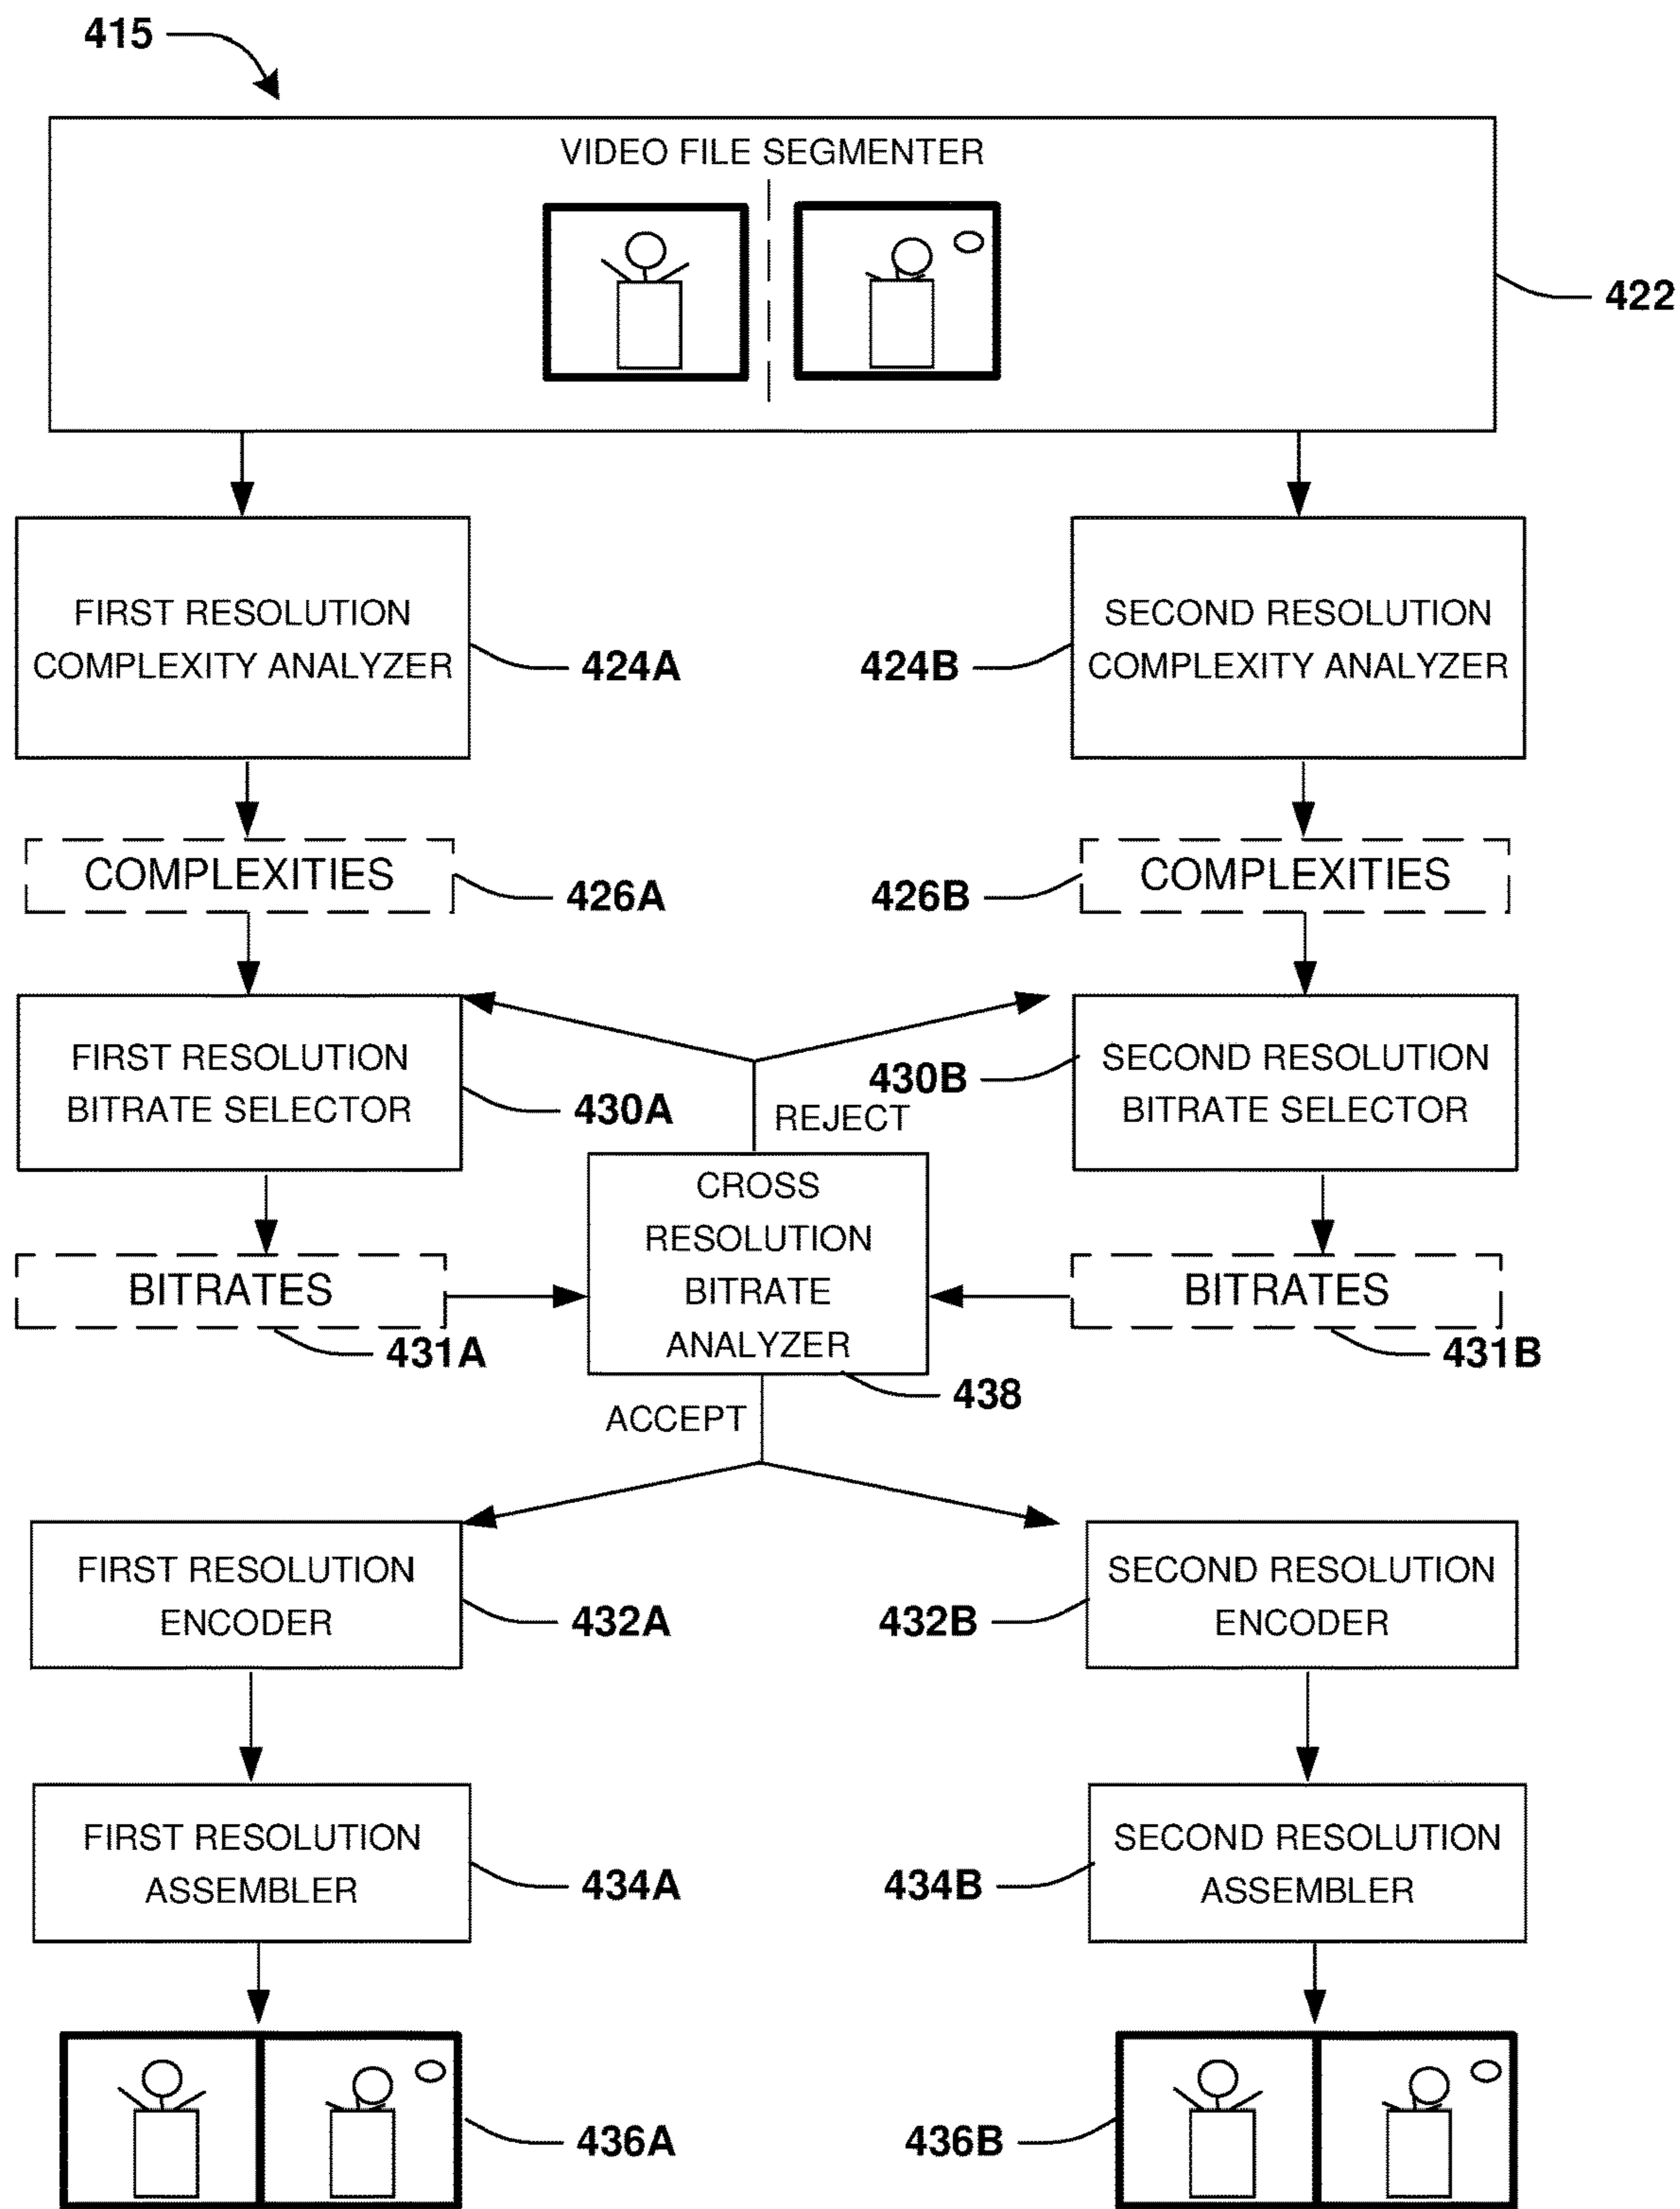 415
VIDEO FILE SEGMENTER
422
FIRST RESOLUTION
COMPLEXITY ANALYZER
424A
424B
SECOND RESOLUTION
COMPLEXITY ANALYZER
COMPLEXITIES
426A
426B
COMPLEXITIES
FIRST RESOLUTION
BITRATE SELECTOR
430A
REJECT
430B
SECOND RESOLUTION
BITRATE SELECTOR
BITRATES
431A
CROSS
RESOLUTION
BITRATE
ANALYZER
438
BITRATES
431B
ACCEPT
FIRST RESOLUTION
ENCODER
432A
432B
SECOND RESOLUTION
ENCODER
FIRST RESOLUTION
ASSEMBLER
434A
434B
SECOND RESOLUTION
ASSEMBLER
436A
436B